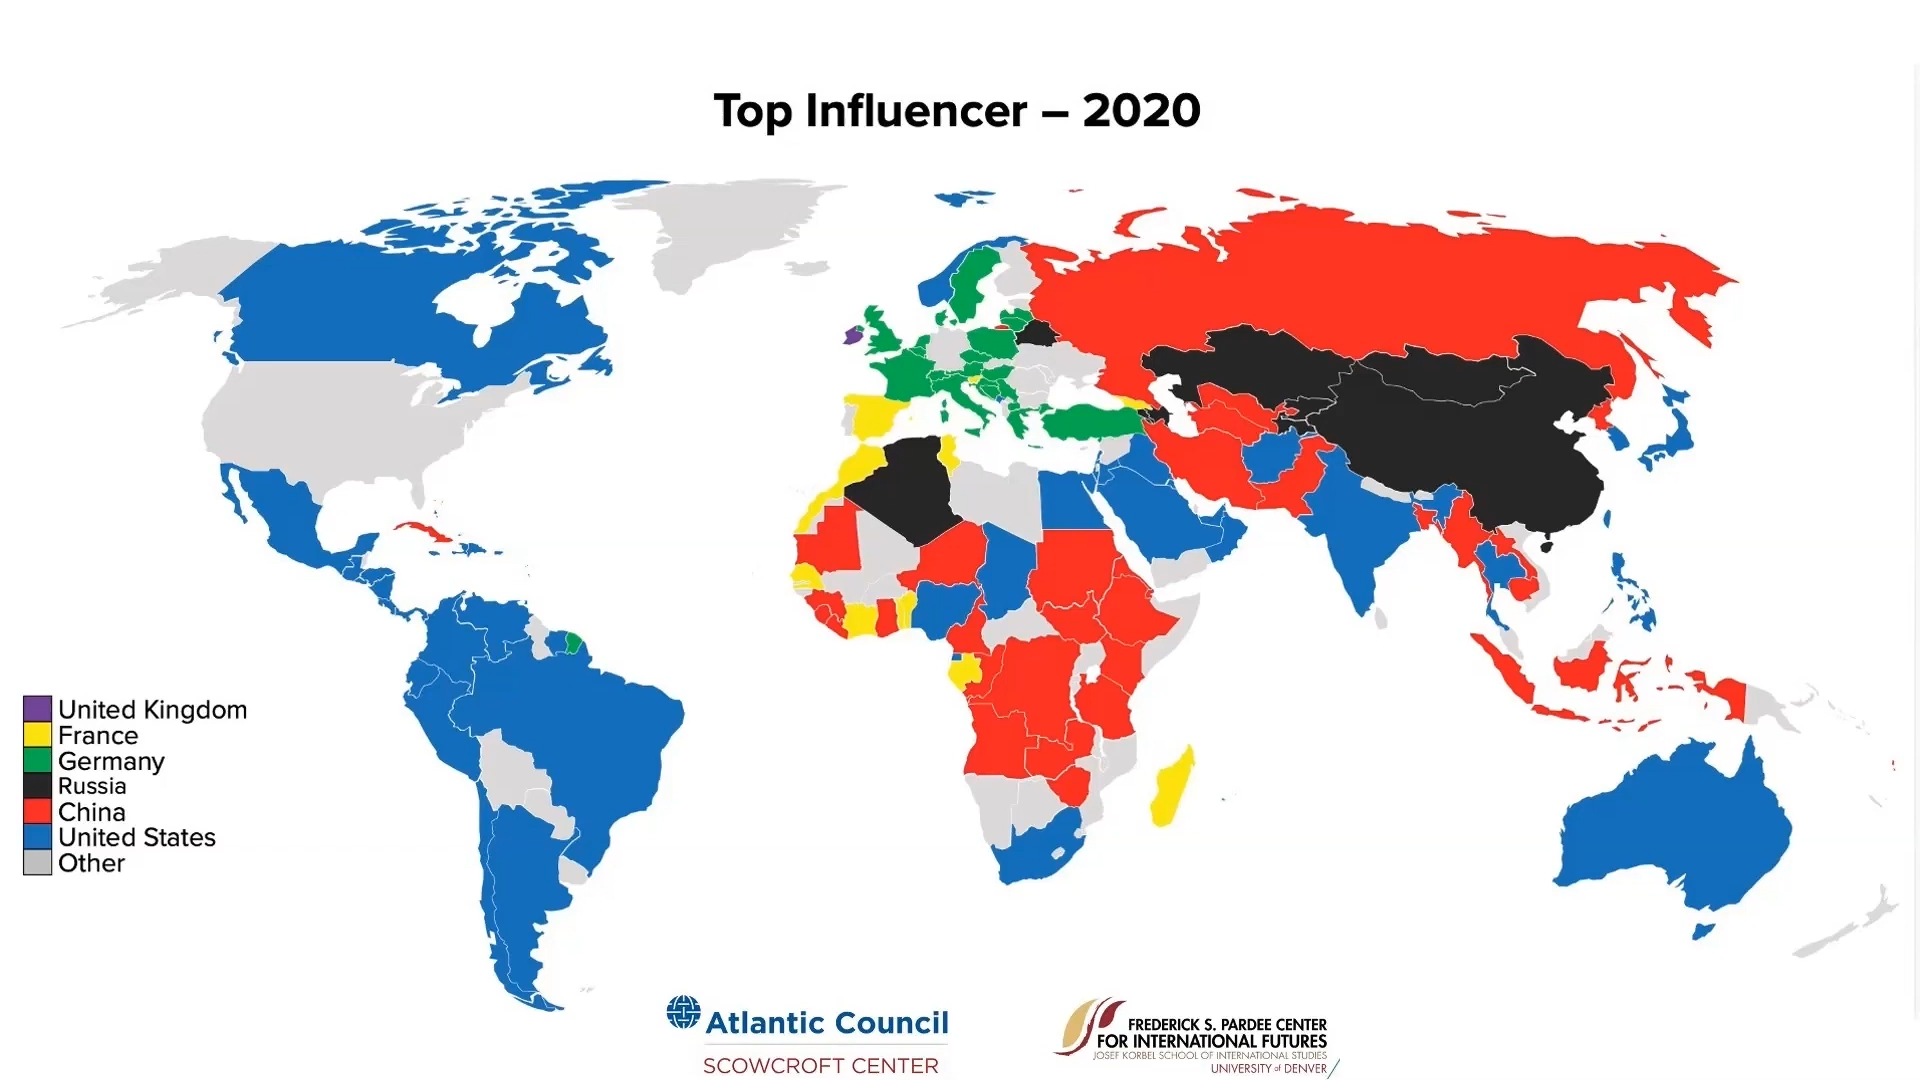 Top Influencer – 2020
United Kingdom
France
Germany
Russia
China
United States
Other
Atlantic Council
SCOWCROFT CENTER
FREDERICK S. PARDEE CENTER
FOR INTERNATIONAL FUTURES
JOSEF KORBEL SCHOOL OF INTERNATIONAL STUDIES
UNIVERSITY of DENVER